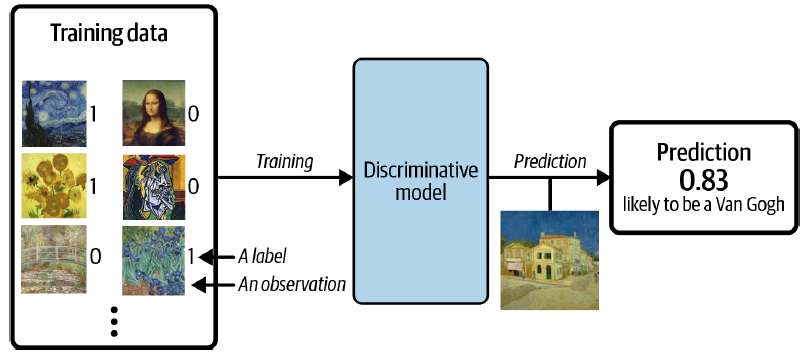 Training data
1
0
1
0
0
1
A label
An observation
Training
Discriminative
model
Prediction
Prediction
0.83
likely to be a Van Gogh